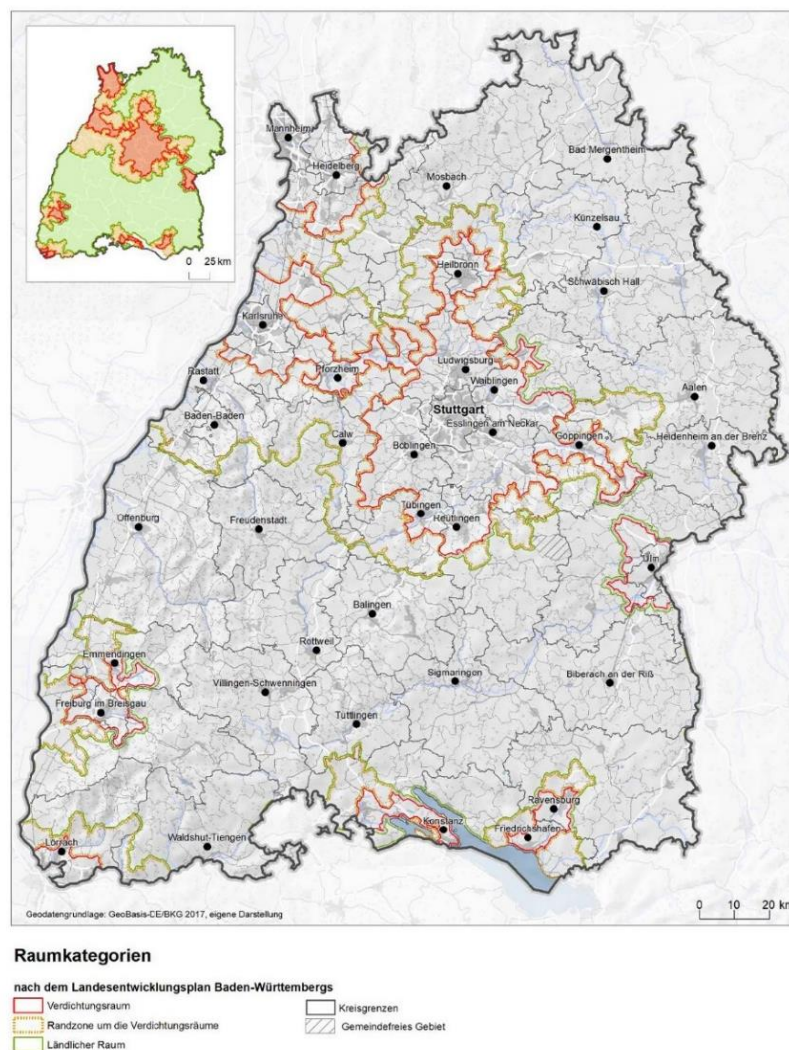 0 25 km
Mannheim
Heidelberg
Bad Mergentheim
Mosbach
Künzelsau
Heilbronn
Schwäbisch Hall
Karlsruhe
Ludwigsburg
Pforzheim
Rastatt
Waiblingen
Aalen
Stuttgart
Baden-Baden
Esslingen am Neckar
Calw
Göppingen
Heidenheim an der Brenz
Böblingen
Tübingen
Offenburg
Freudenstadt
Reutlingen
Ulm
Balingen
Rottweil
Emmendingen
Sigmaringen
Biberach an der Riß
Villingen-Schwenningen
Freiburg im Breisgau
Tuttlingen
Ravensburg
Konstanz
Friedrichshafen
Lörrach
Waldshut-Tiengen
Geodatengrundlage: GeoBasis-DE/BKG 2017, eigene Darstellung
0 10 20 km
Raumkategorien
nach dem Landesentwicklungsplan Baden-Württembergs
Verdichtungsraum
Kreisgrenzen
Randzone um die Verdichtungsräume
Gemeindefreies Gebiet
Ländlicher Raum